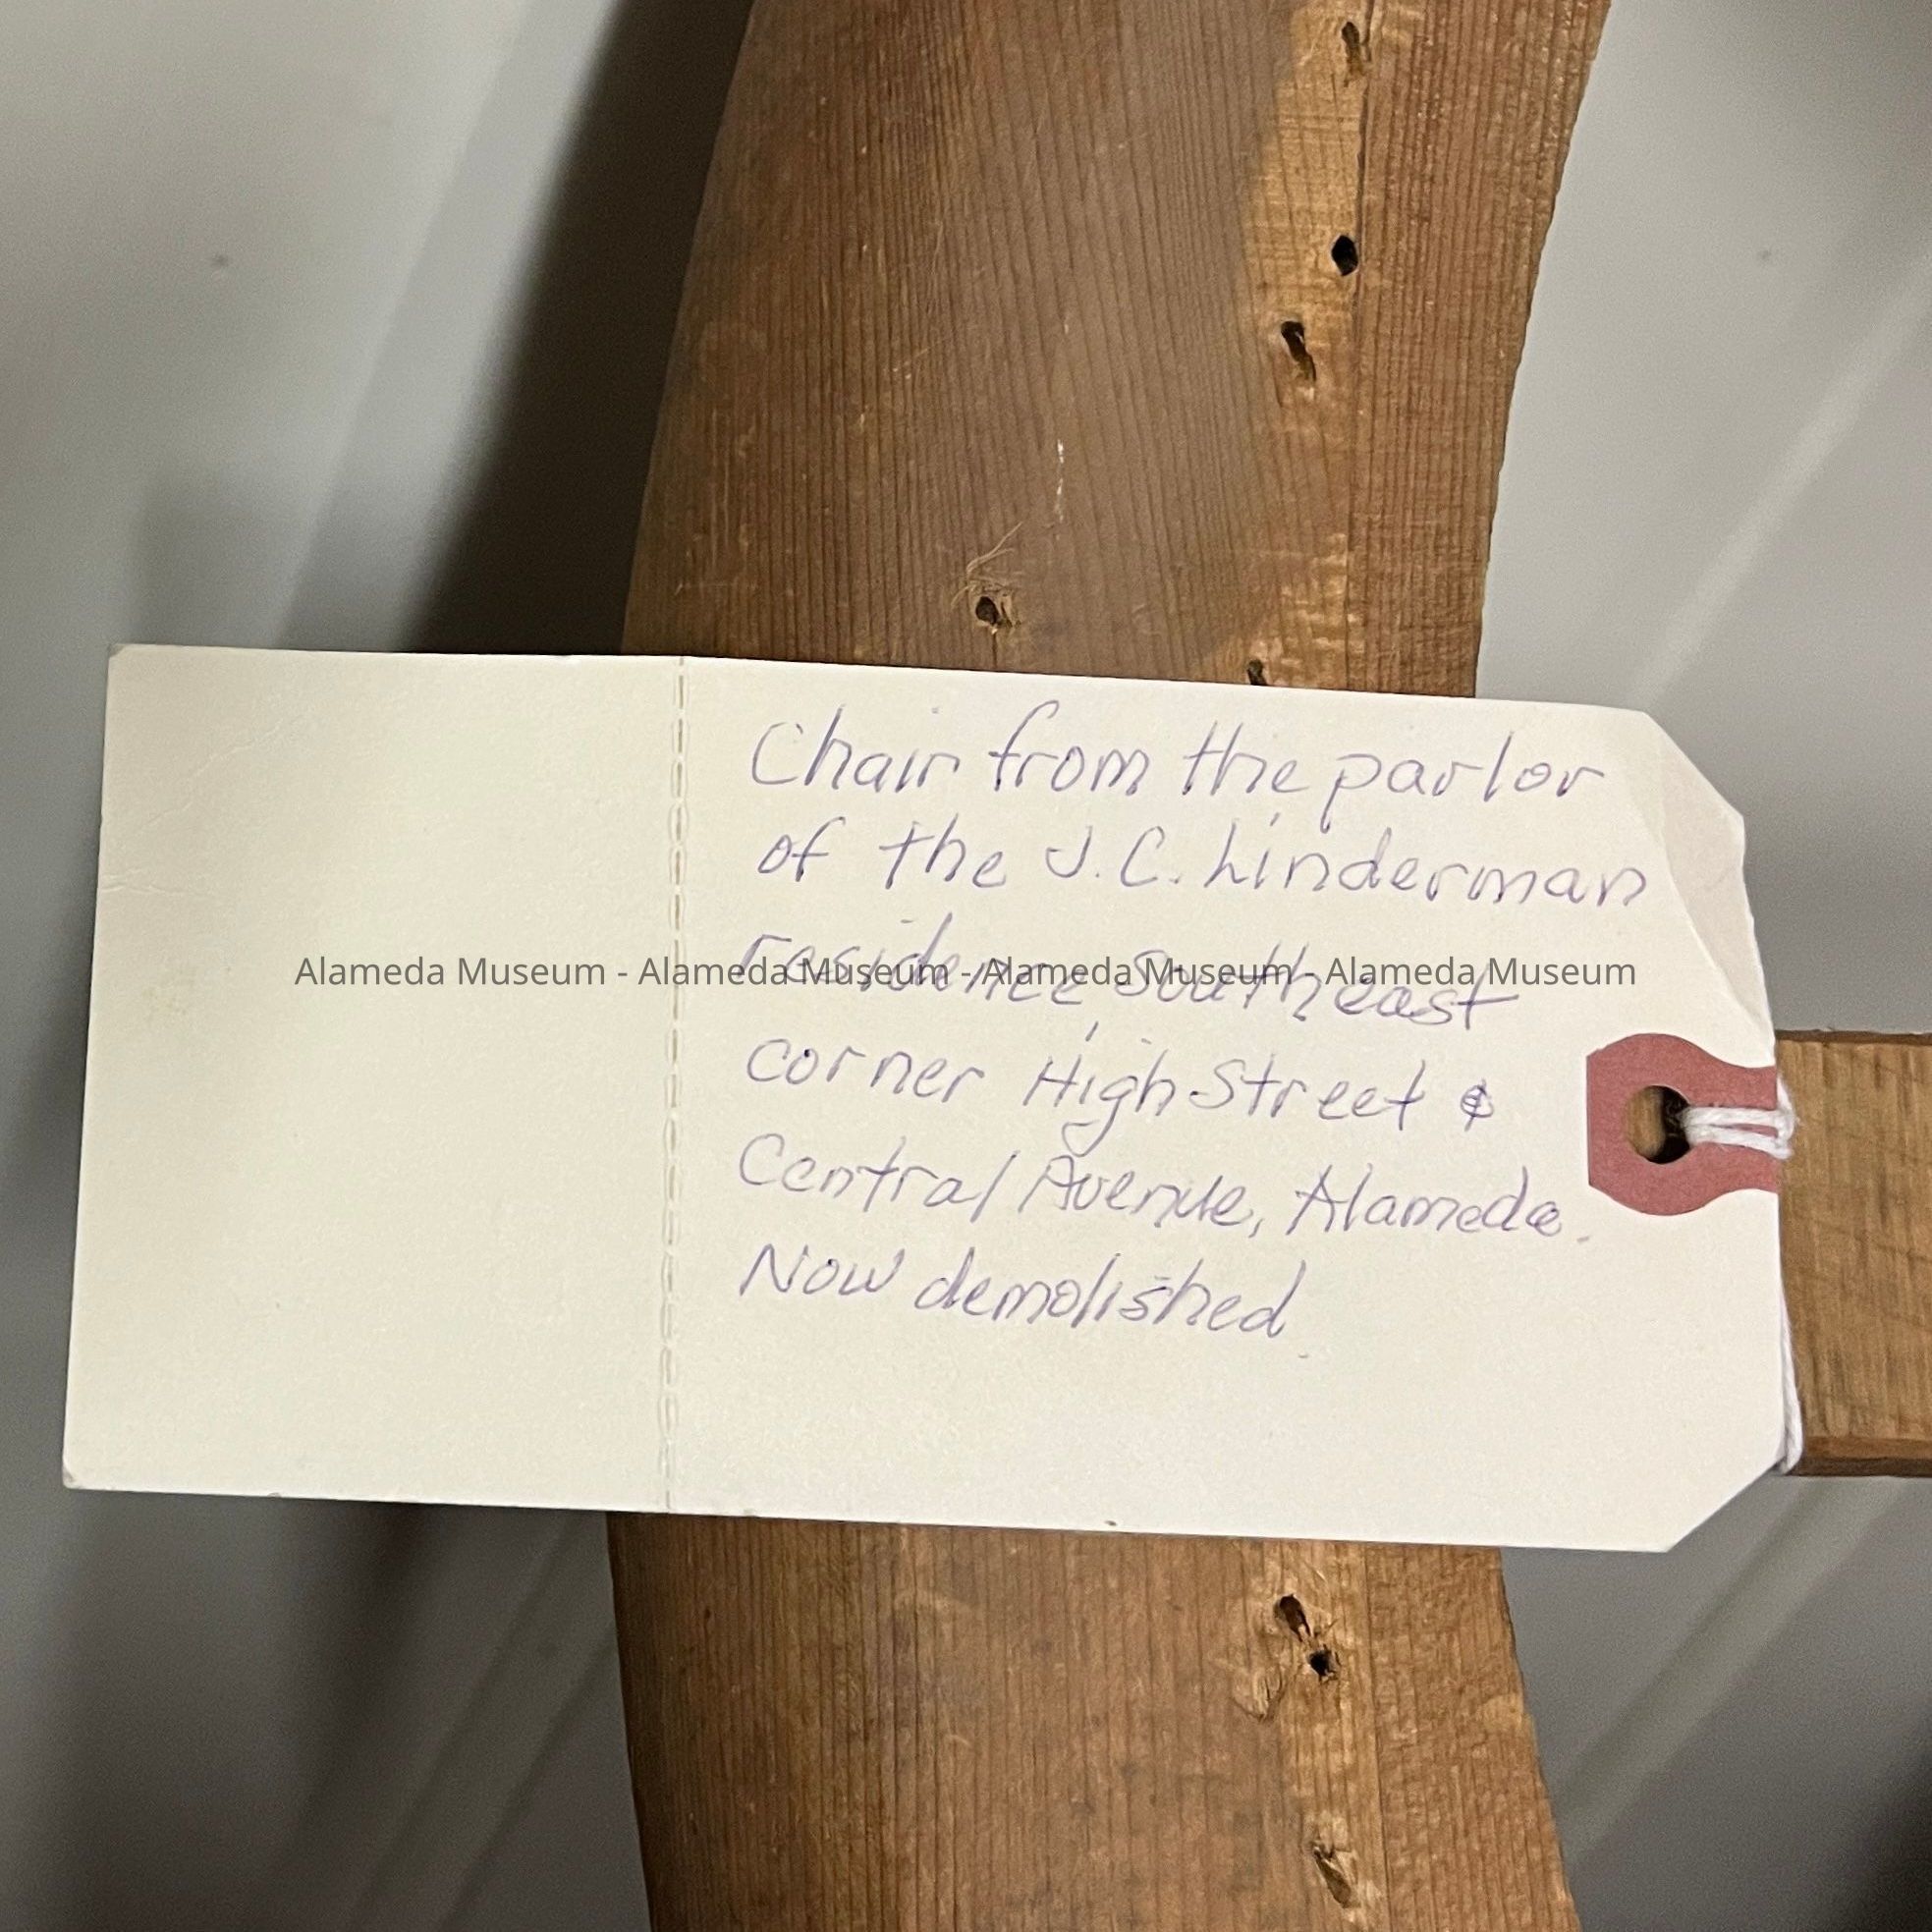 Chair from the parlor
of the J.C. Linderman
residence, Southeast
Alameda Museum - Alameda Museum - Alameda Museum - Alameda Museum
corner High Street &
Central Avenue, Alameda.
Now demolished.